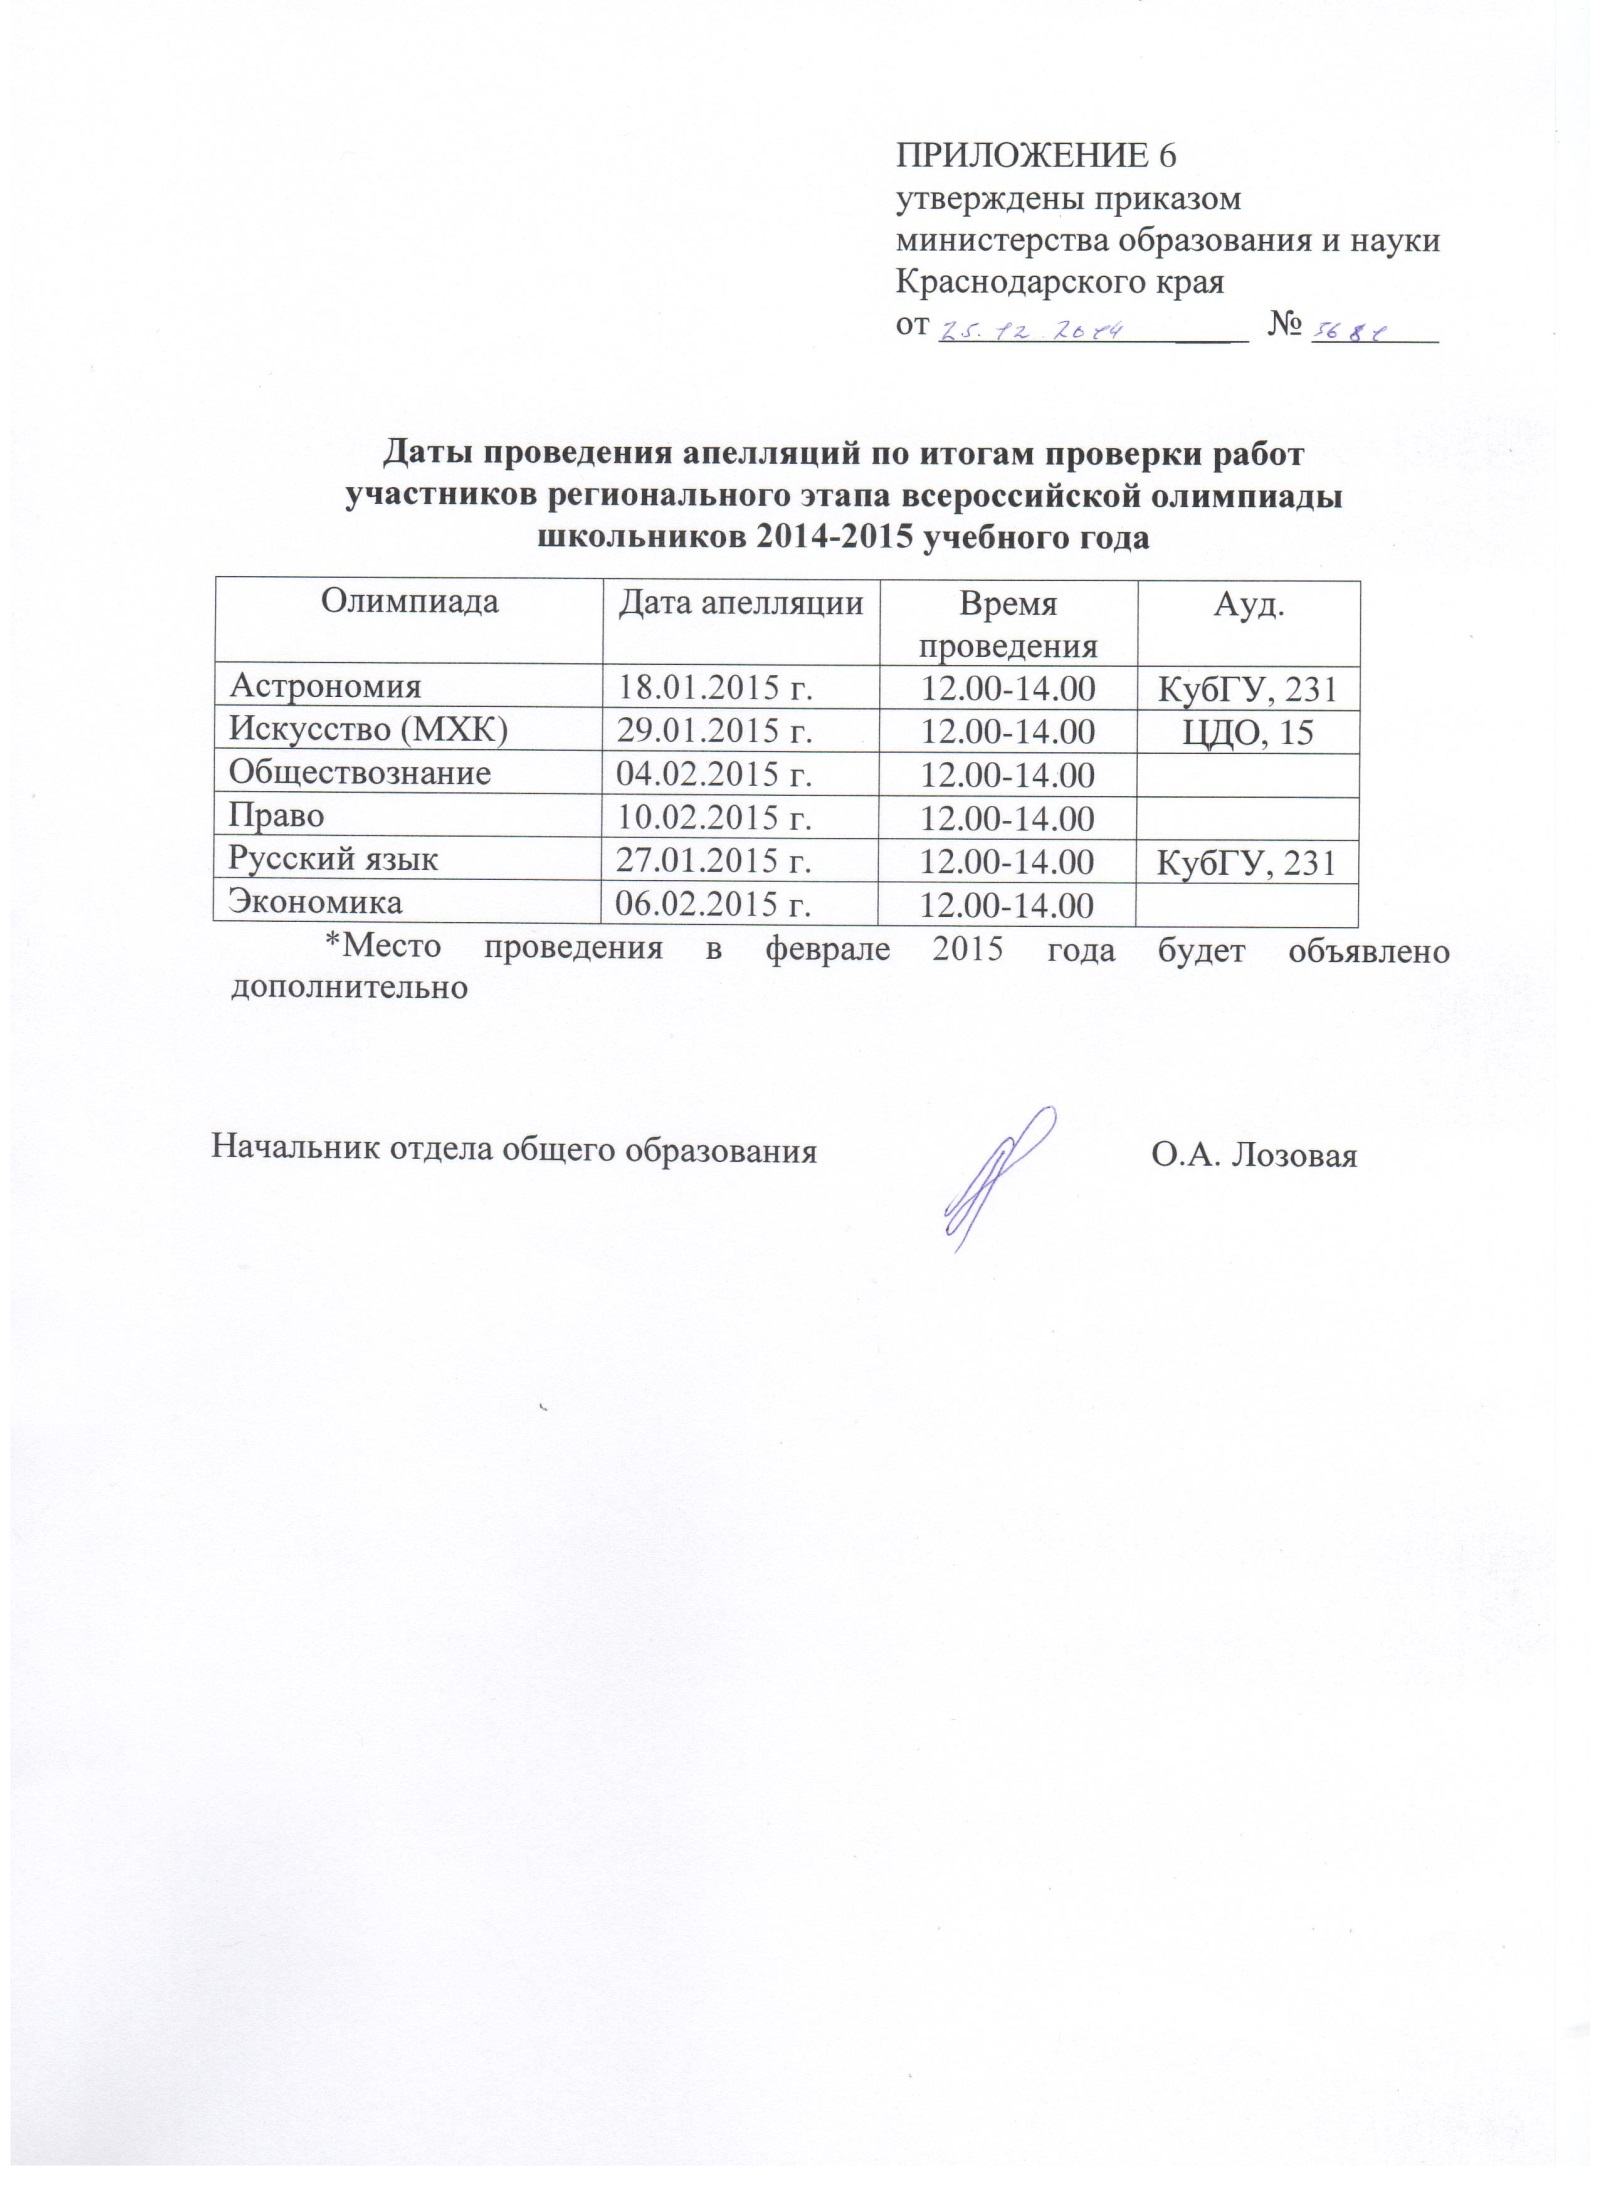 ПРИЛОЖЕНИЕ 6
утверждены приказом
министерства образования и науки
Краснодарского края
от 25.12.2014 № 5681
Даты проведения апелляций по итогам проверки работ
участников регионального этапа всероссийской олимпиады
школьников 2014-2015 учебного года
Олимпиада Дата апелляции Время проведения Ауд.
Астрономия 18.01.2015 г. 12.00-14.00 КубГУ, 231
Искусство (МХК) 29.01.2015 г. 12.00-14.00 ЦДО, 15
Обществознание 04.02.2015 г. 12.00-14.00
Право 10.02.2015 г. 12.00-14.00
Русский язык 27.01.2015 г. 12.00-14.00 КубГУ, 231
Экономика 06.02.2015 г. 12.00-14.00
*Место проведения в феврале 2015 года будет объявлено
дополнительно
Начальник отдела общего образования О.А. Лозовая